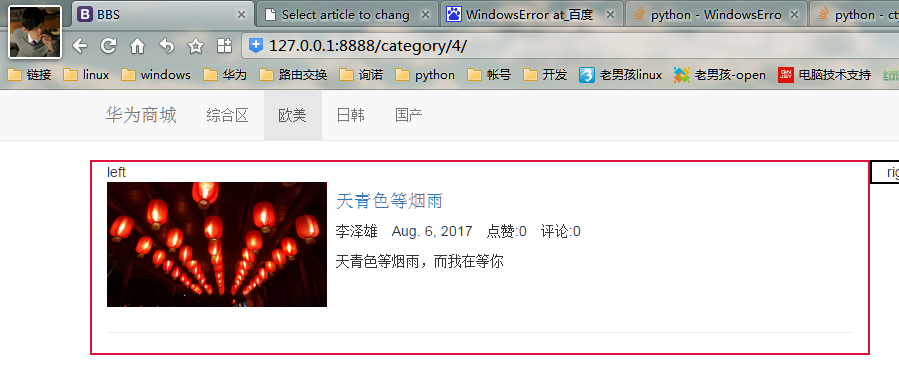 BBS
Select article to chang
WindowsError at_百度
python - WindowsErro
python - ct
127.0.0.1:8888/category/4/
链接 linux windows 华为 路由交换 询诺 python 帐号 开发 老男孩linux 老男孩-open 电脑技术支持
华为商城 综合区 欧美 日韩 国产
left
天青色等烟雨
李泽雄 Aug. 6, 2017 点赞:0 评论:0
天青色等烟雨，而我在等你